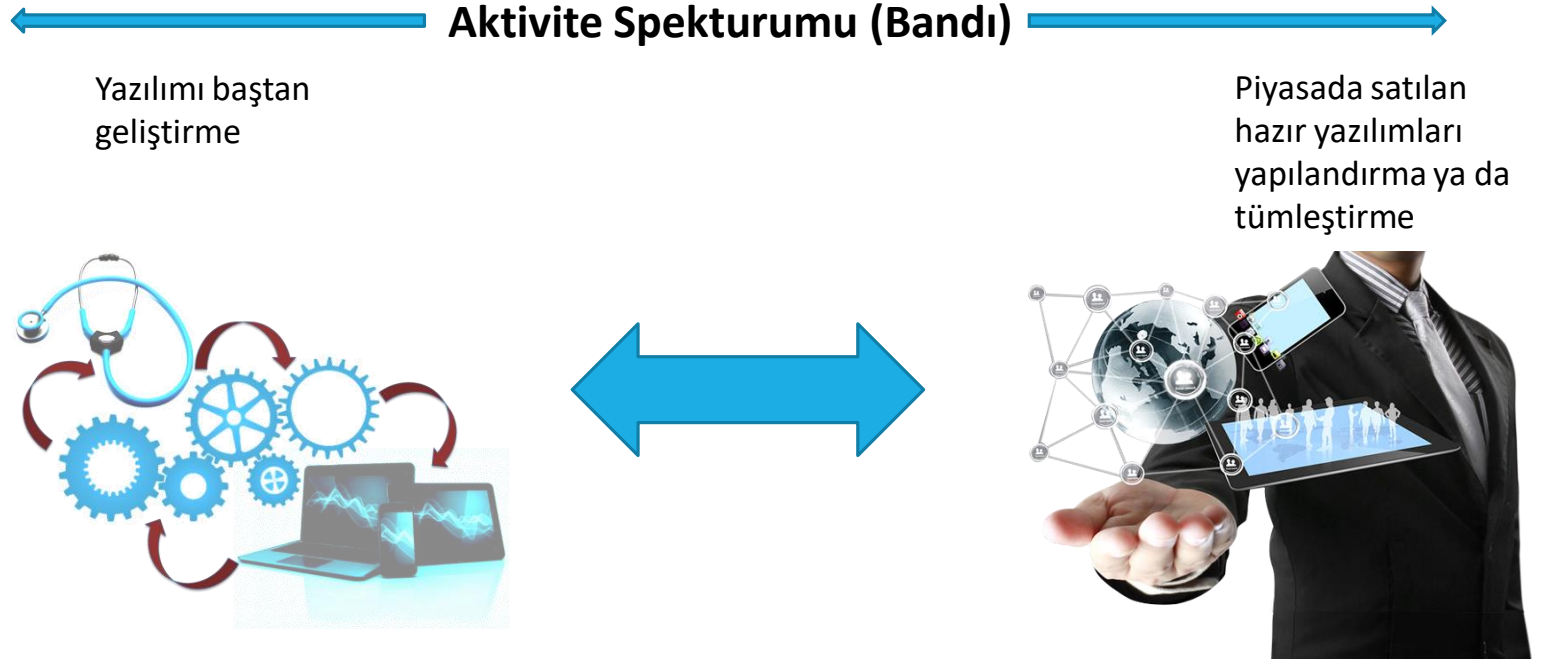 Aktivite Spekturumu (Bandı)
Yazılımı baştan
geliştirme
Piyasada satılan
hazır yazılımları
yapılandırma ya da
tümleştirme